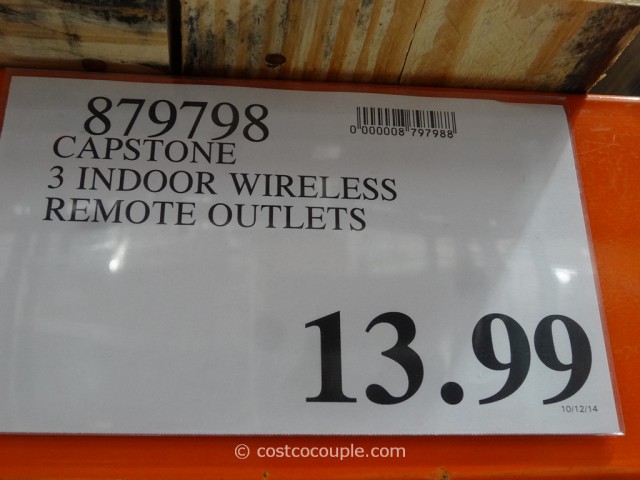 879798
0 000008 797988
CAPSTONE
3 INDOOR WIRELESS
REMOTE OUTLETS
13.99
10/12/14
© costcocouple.com